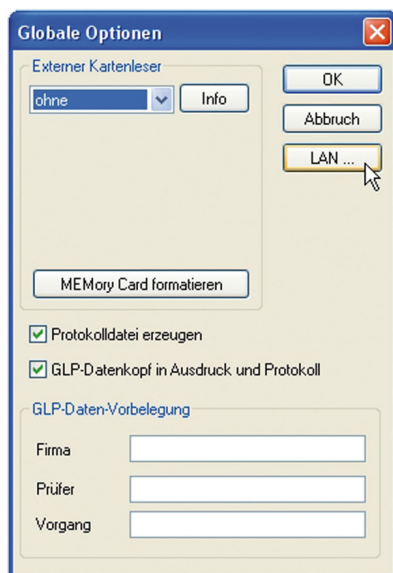 Globale Optionen
Externer Kartenleser
ohne
Info
OK
Abbruch
LAN ...
MEMory Card formatieren
Protokolldatei erzeugen
GLP-Datenkopf in Ausdruck und Protokoll
GLP-Daten-Vorbelegung
Firma
Prüfer
Vorgang